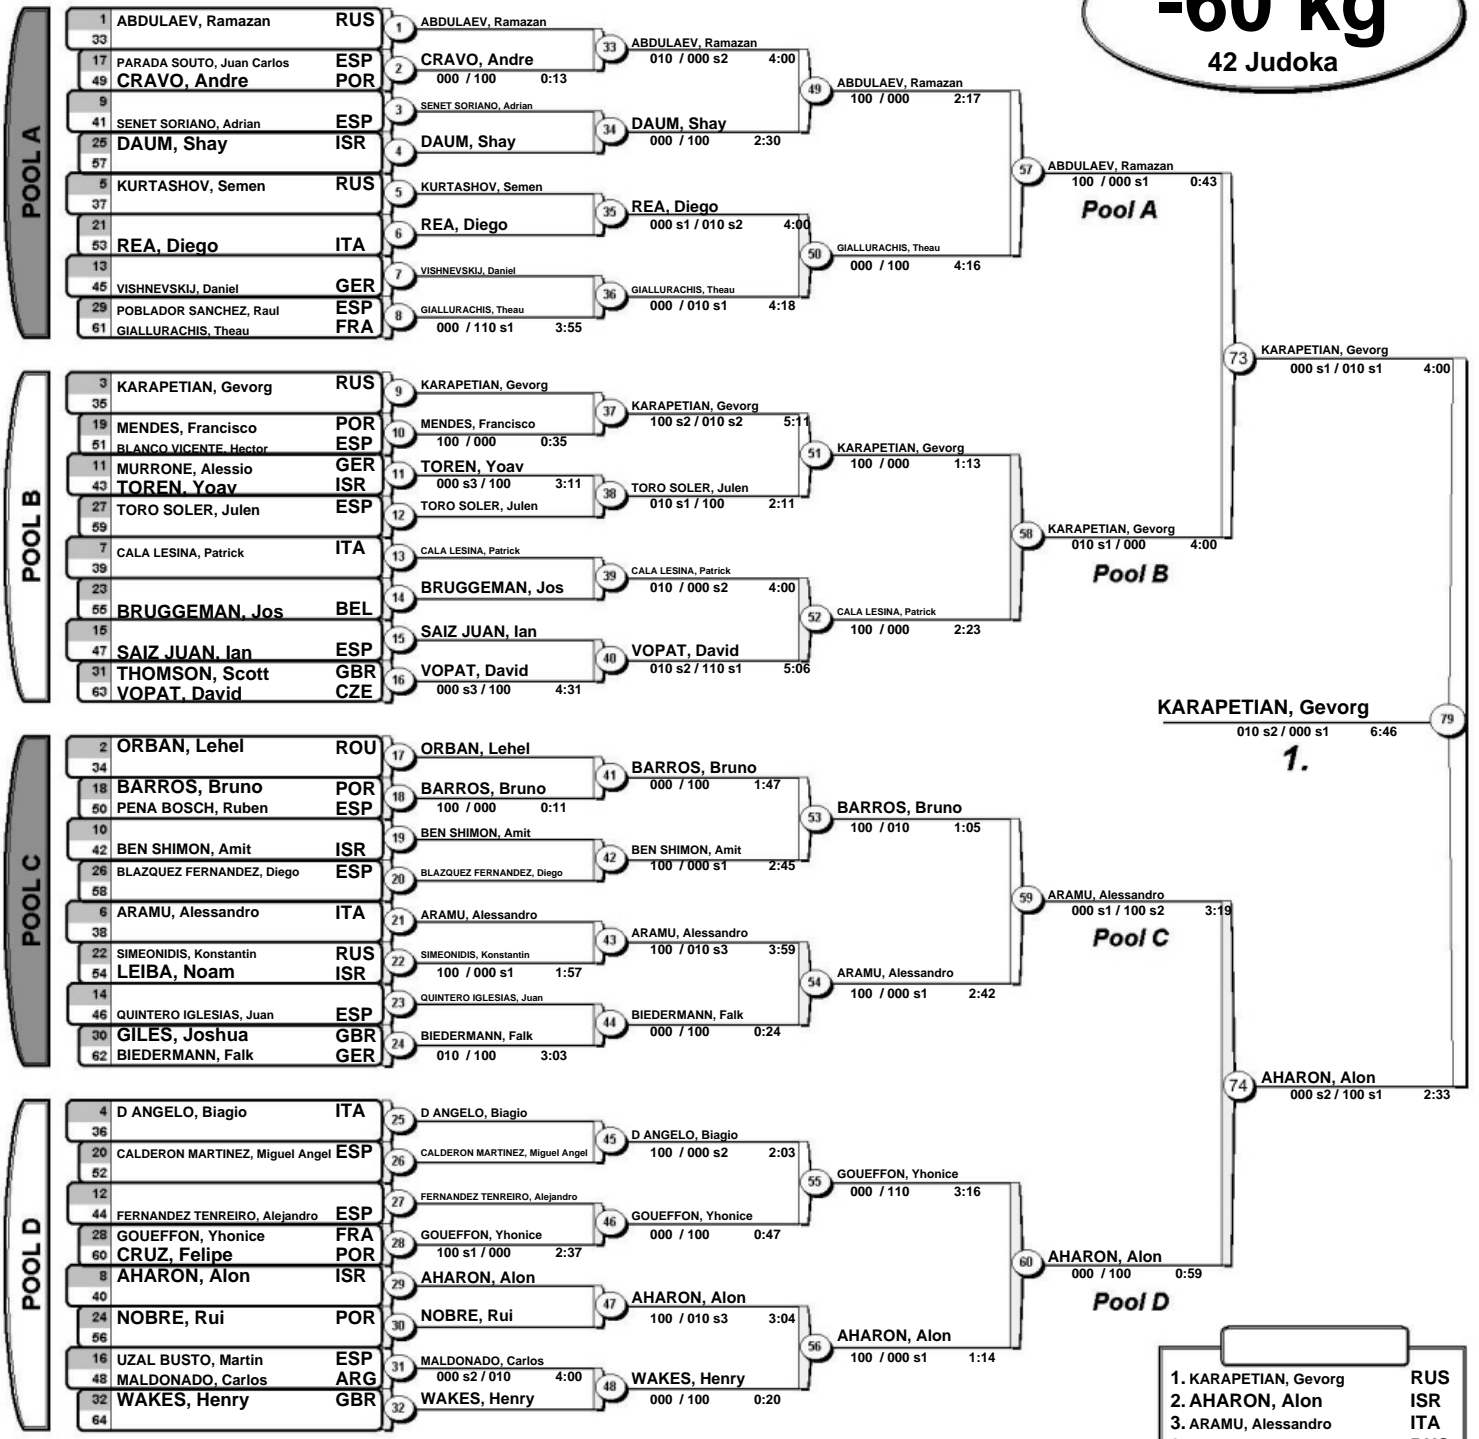 -60 kg
42 Judoka
POOL A
1 ABDULAEV, Ramazan RUS
33
17 PARADA SOUTO, Juan Carlos ESP
49 CRAVO, Andre POR
9
41 SENET SORIANO, Adrian ESP
25 DAUM, Shay ISR
57
5 KURTASHOV, Semen RUS
37
21
53 REA, Diego ITA
13
45 VISHNEVSKIJ, Daniel GER
29 POBLADOR SANCHEZ, Raul ESP
61 GIALLURACHIS, Theau FRA
1 ABDULAEV, Ramazan
2 CRAVO, Andre
000 / 100 0:13
3 SENET SORIANO, Adrian
4 DAUM, Shay
5 KURTASHOV, Semen
6 REA, Diego
7 VISHNEVSKIJ, Daniel
8 GIALLURACHIS, Theau
000 / 110 s1 3:55
33 ABDULAEV, Ramazan
010 / 000 s2 4:00
34 DAUM, Shay
000 / 100 2:30
35 REA, Diego
000 s1 / 010 s2 4:00
36 GIALLURACHIS, Theau
000 / 010 s1 4:18
49 ABDULAEV, Ramazan
100 / 000 2:17
50 GIALLURACHIS, Theau
000 / 100 4:16
57 ABDULAEV, Ramazan
100 / 000 s1 0:43
Pool A
POOL B
3 KARAPETIAN, Gevorg RUS
35
19 MENDES, Francisco POR
51 BLANCO VICENTE, Hector ESP
11 MURRONE, Alessio GER
43 TOREN, Yoav ISR
27 TORO SOLER, Julen ESP
59
7 CALA LESINA, Patrick ITA
39
23
55 BRUGGEMAN, Jos BEL
15
47 SAIZ JUAN, Ian ESP
31 THOMSON, Scott GBR
63 VOPAT, David CZE
9 KARAPETIAN, Gevorg
10 MENDES, Francisco
100 / 000 0:35
11 TOREN, Yoav
000 s3 / 100 3:11
12 TORO SOLER, Julen
13 CALA LESINA, Patrick
14 BRUGGEMAN, Jos
15 SAIZ JUAN, Ian
16 VOPAT, David
000 s3 / 100 4:31
37 KARAPETIAN, Gevorg
100 s2 / 010 s2 5:11
38 TORO SOLER, Julen
010 s1 / 100 2:11
39 CALA LESINA, Patrick
010 / 000 s2 4:00
40 VOPAT, David
010 s2 / 110 s1 5:06
51 KARAPETIAN, Gevorg
100 / 000 1:13
52 CALA LESINA, Patrick
100 / 000 2:23
58 KARAPETIAN, Gevorg
010 s1 / 000 4:00
Pool B
73 KARAPETIAN, Gevorg
000 s1 / 010 s1 4:00
KARAPETIAN, Gevorg 79
010 s2 / 000 s1 6:46
1.
POOL C
2 ORBAN, Lehel ROU
34
18 BARROS, Bruno POR
50 PENA BOSCH, Ruben ESP
10
42 BEN SHIMON, Amit ISR
26 BLAZQUEZ FERNANDEZ, Diego ESP
58
6 ARAMU, Alessandro ITA
38
22 SIMEONIDIS, Konstantin RUS
54 LEIBA, Noam ISR
14
46 QUINTERO IGLESIAS, Juan ESP
30 GILES, Joshua GBR
62 BIEDERMANN, Falk GER
17 ORBAN, Lehel
18 BARROS, Bruno
100 / 000 0:11
19 BEN SHIMON, Amit
20 BLAZQUEZ FERNANDEZ, Diego
21 ARAMU, Alessandro
22 SIMEONIDIS, Konstantin
100 / 000 s1 1:57
23 QUINTERO IGLESIAS, Juan
24 BIEDERMANN, Falk
010 / 100 3:03
41 BARROS, Bruno
000 / 100 1:47
42 BEN SHIMON, Amit
100 / 000 s1 2:45
43 ARAMU, Alessandro
100 / 010 s3 3:59
44 BIEDERMANN, Falk
000 / 100 0:24
53 BARROS, Bruno
100 / 010 1:05
54 ARAMU, Alessandro
100 / 000 s1 2:42
59 ARAMU, Alessandro
000 s1 / 100 s2 3:19
Pool C
POOL D
4 D ANGELO, Biagio ITA
36
20 CALDERON MARTINEZ, Miguel Angel ESP
52
12
44 FERNANDEZ TENREIRO, Alejandro ESP
28 GOUEFFON, Yhonice FRA
60 CRUZ, Felipe POR
8 AHARON, Alon ISR
40
24 NOBRE, Rui POR
56
16 UZAL BUSTO, Martin ESP
48 MALDONADO, Carlos ARG
32 WAKES, Henry GBR
64
25 D ANGELO, Biagio
26 CALDERON MARTINEZ, Miguel Angel
27 FERNANDEZ TENREIRO, Alejandro
28 GOUEFFON, Yhonice
100 s1 / 000 2:37
29 AHARON, Alon
30 NOBRE, Rui
31 MALDONADO, Carlos
000 s2 / 010 4:00
32 WAKES, Henry
45 D ANGELO, Biagio
100 / 000 s2 2:03
46 GOUEFFON, Yhonice
000 / 100 0:47
47 AHARON, Alon
100 / 010 s3 3:04
48 WAKES, Henry
000 / 100 0:20
55 GOUEFFON, Yhonice
000 / 110 3:16
56 AHARON, Alon
100 / 000 s1 1:14
60 AHARON, Alon
000 / 100 0:59
Pool D
74 AHARON, Alon
000 s2 / 100 s1 2:33
1. KARAPETIAN, Gevorg RUS
2. AHARON, Alon ISR
3. ARAMU, Alessandro ITA